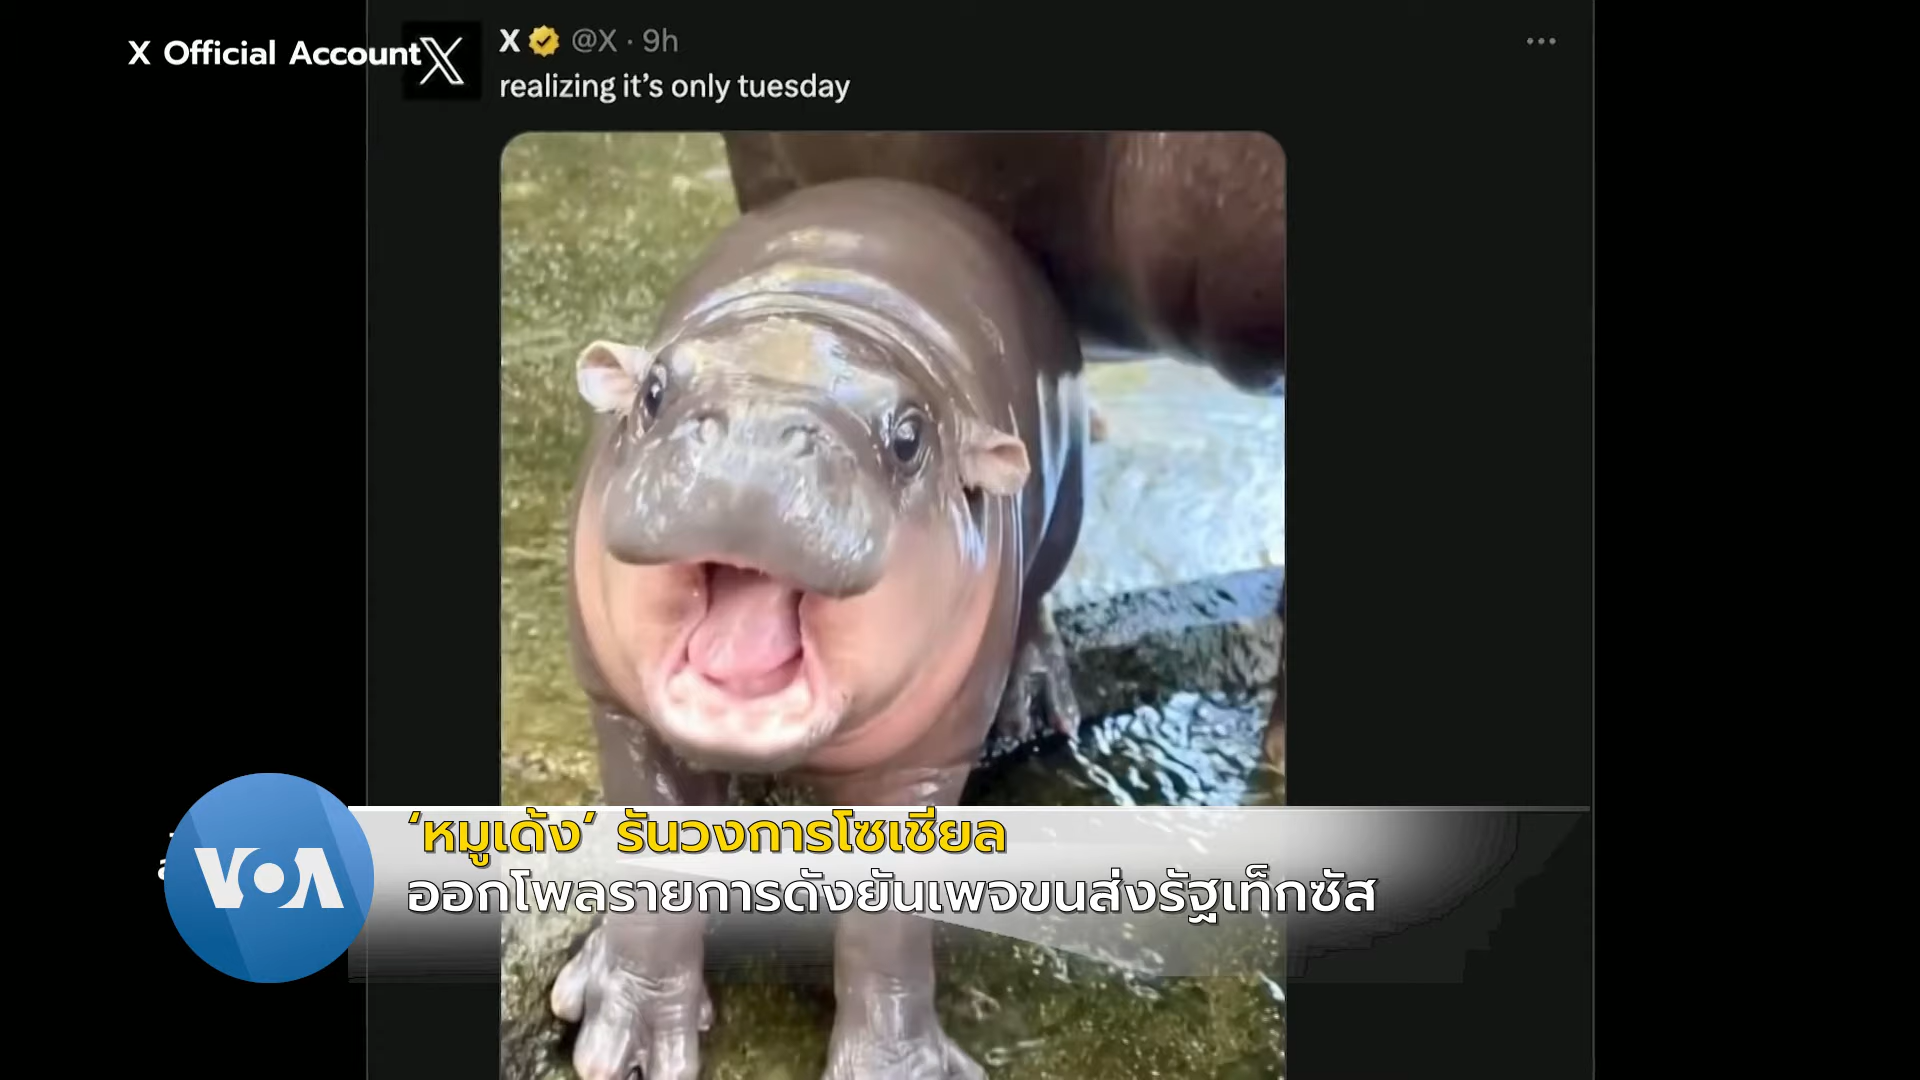 X Official Account
X @X · 9h
realizing it’s only tuesday
‘หมูเด้ง’ รันวงการโซเชียล
ออกโพลรายการดังยันเพจขนส่งรัฐเท็กซัส
VOA